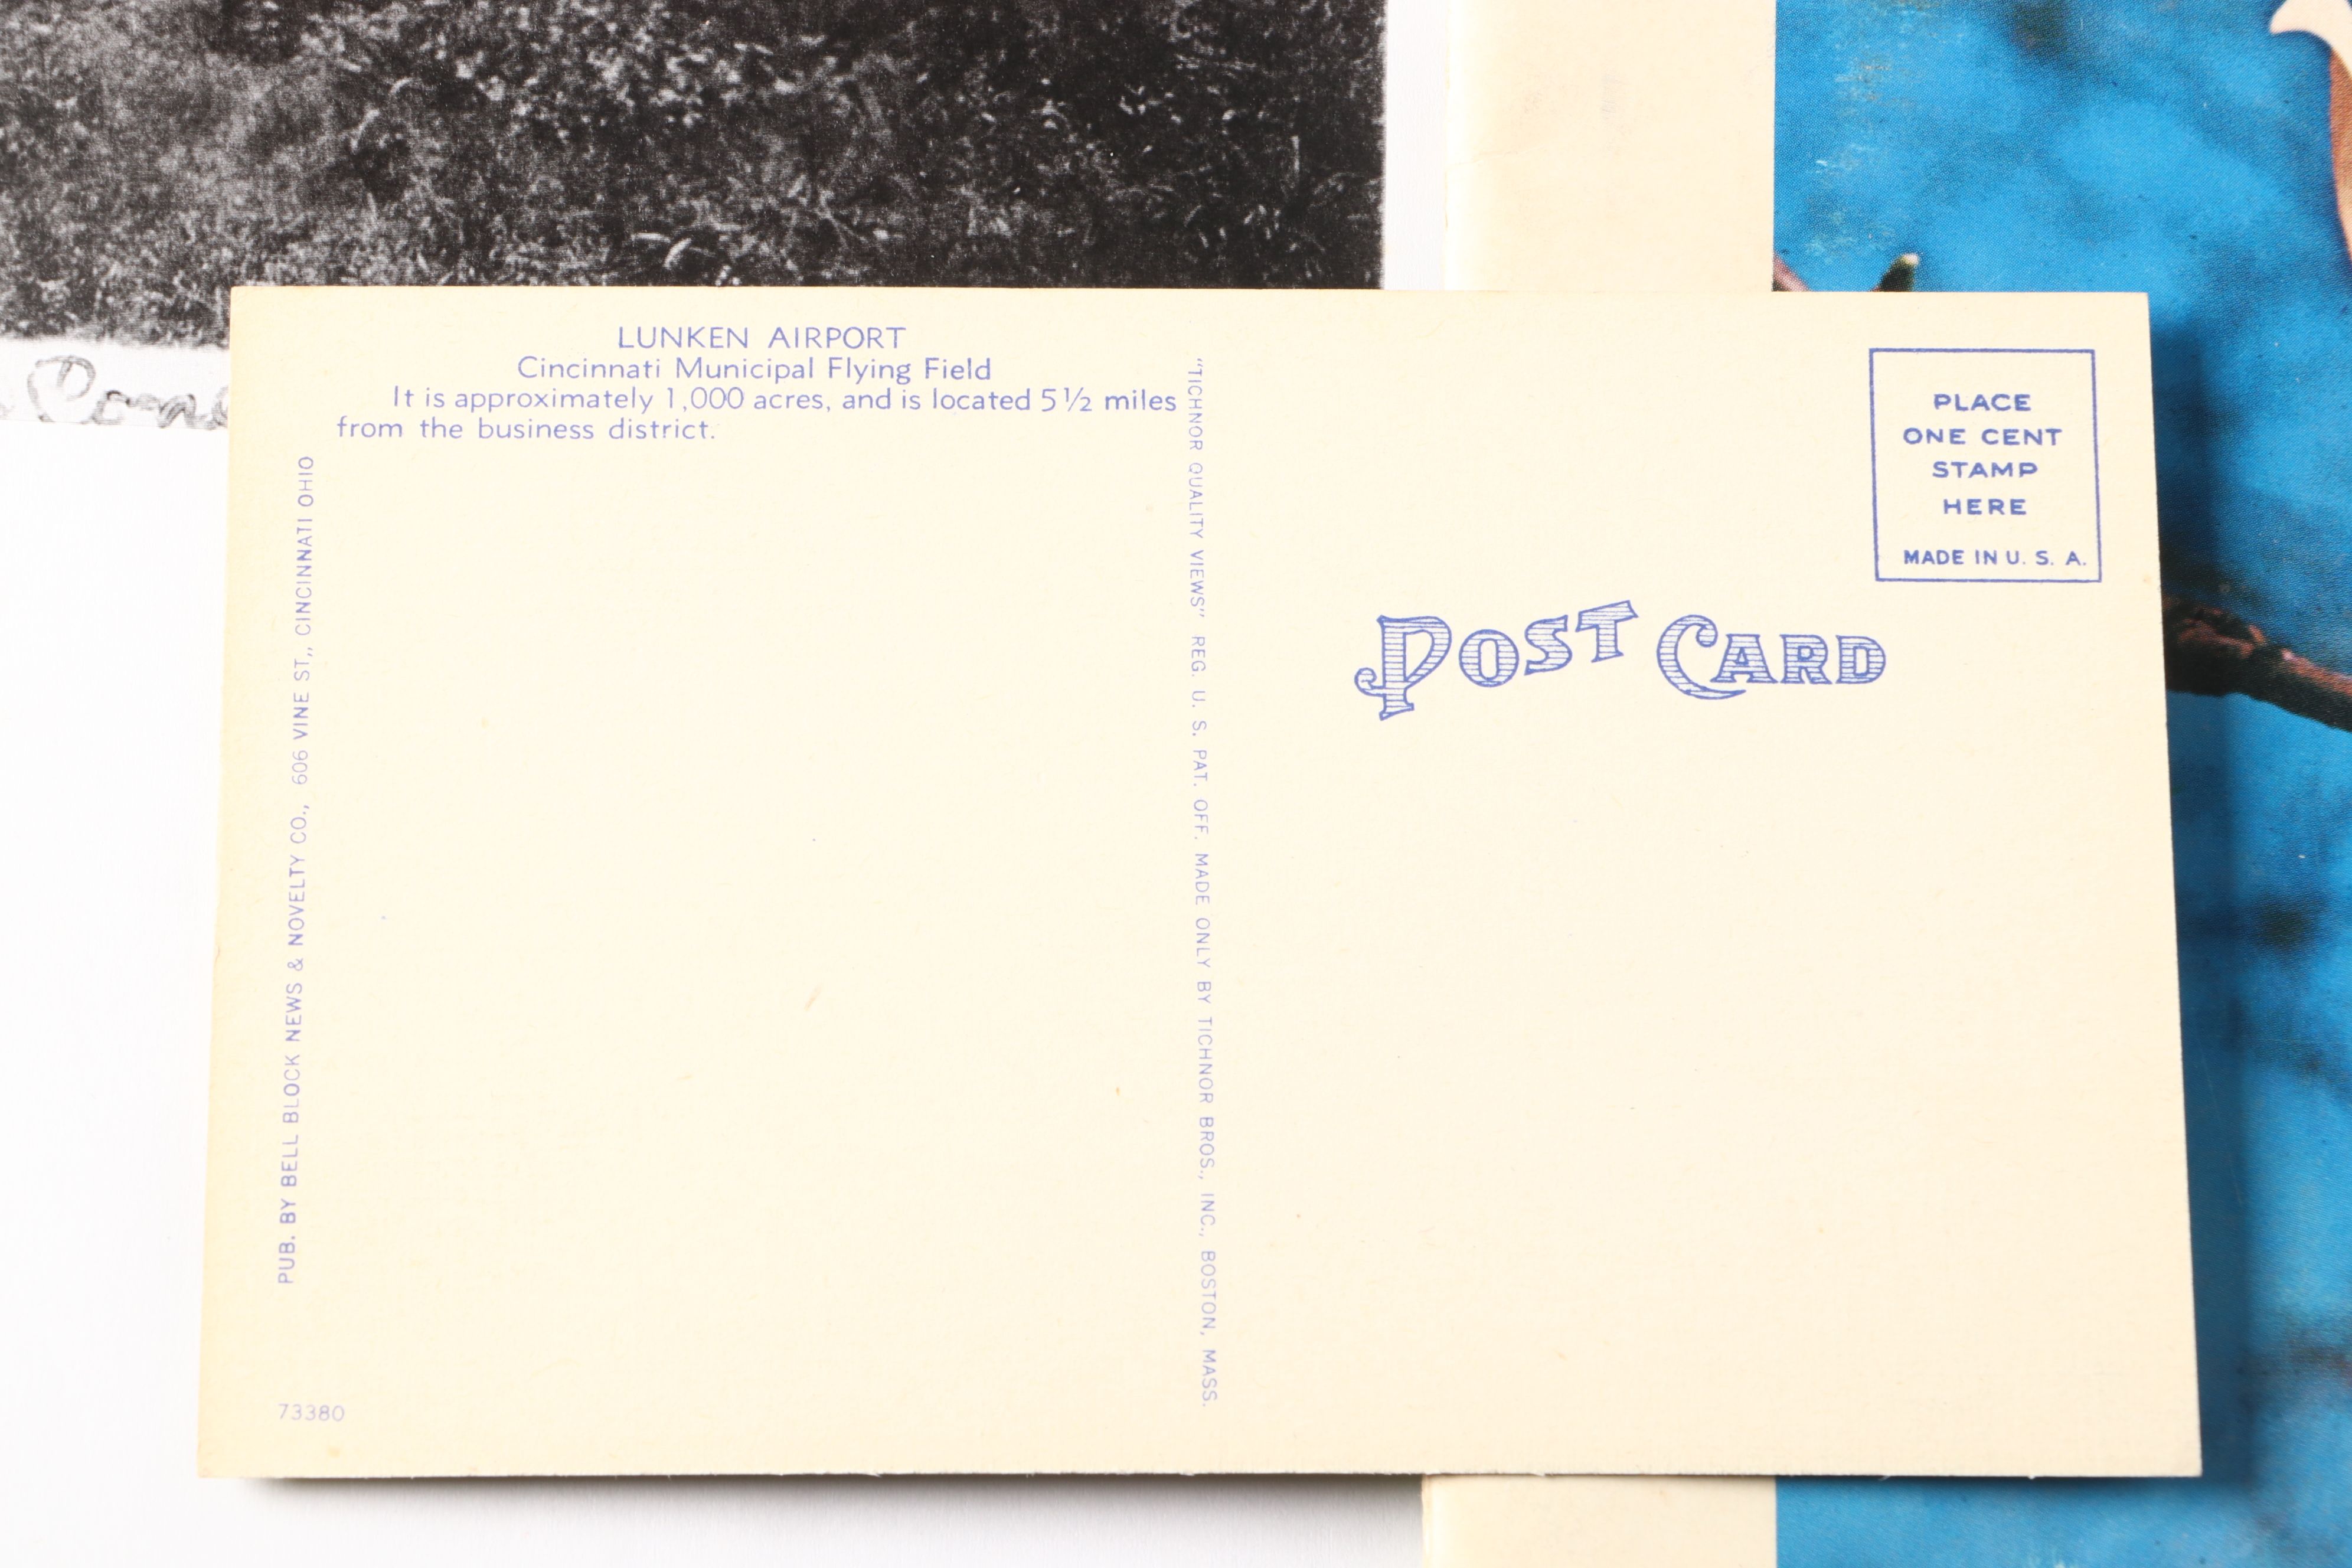 LUNKEN AIRPORT
Cincinnati Municipal Flying Field
It is approximately 1,000 acres, and is located 5½ miles
from the business district.
PUB. BY BELL BLOCK NEWS & NOVELTY CO., 606 VINE ST., CINCINNATI OHIO
73380
"TICHNOR QUALITY VIEWS" REG. U. S. PAT. OFF. MADE ONLY BY TICHNOR BROS., INC., BOSTON, MASS.
PLACE
ONE CENT
STAMP
HERE
MADE IN U. S. A.
POST CARD